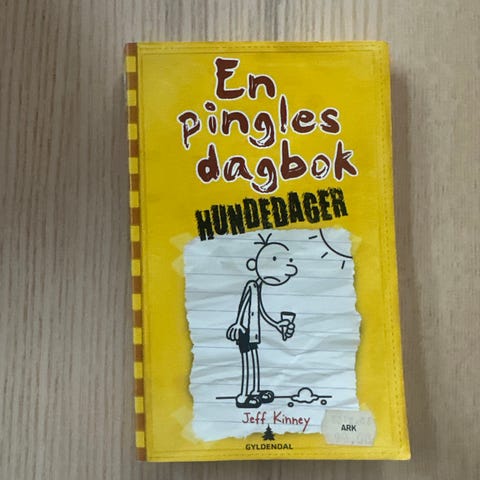 En
pingles
dagbok
HUNDEDAGER
Jeff Kinney
ARK
GYLDENDAL